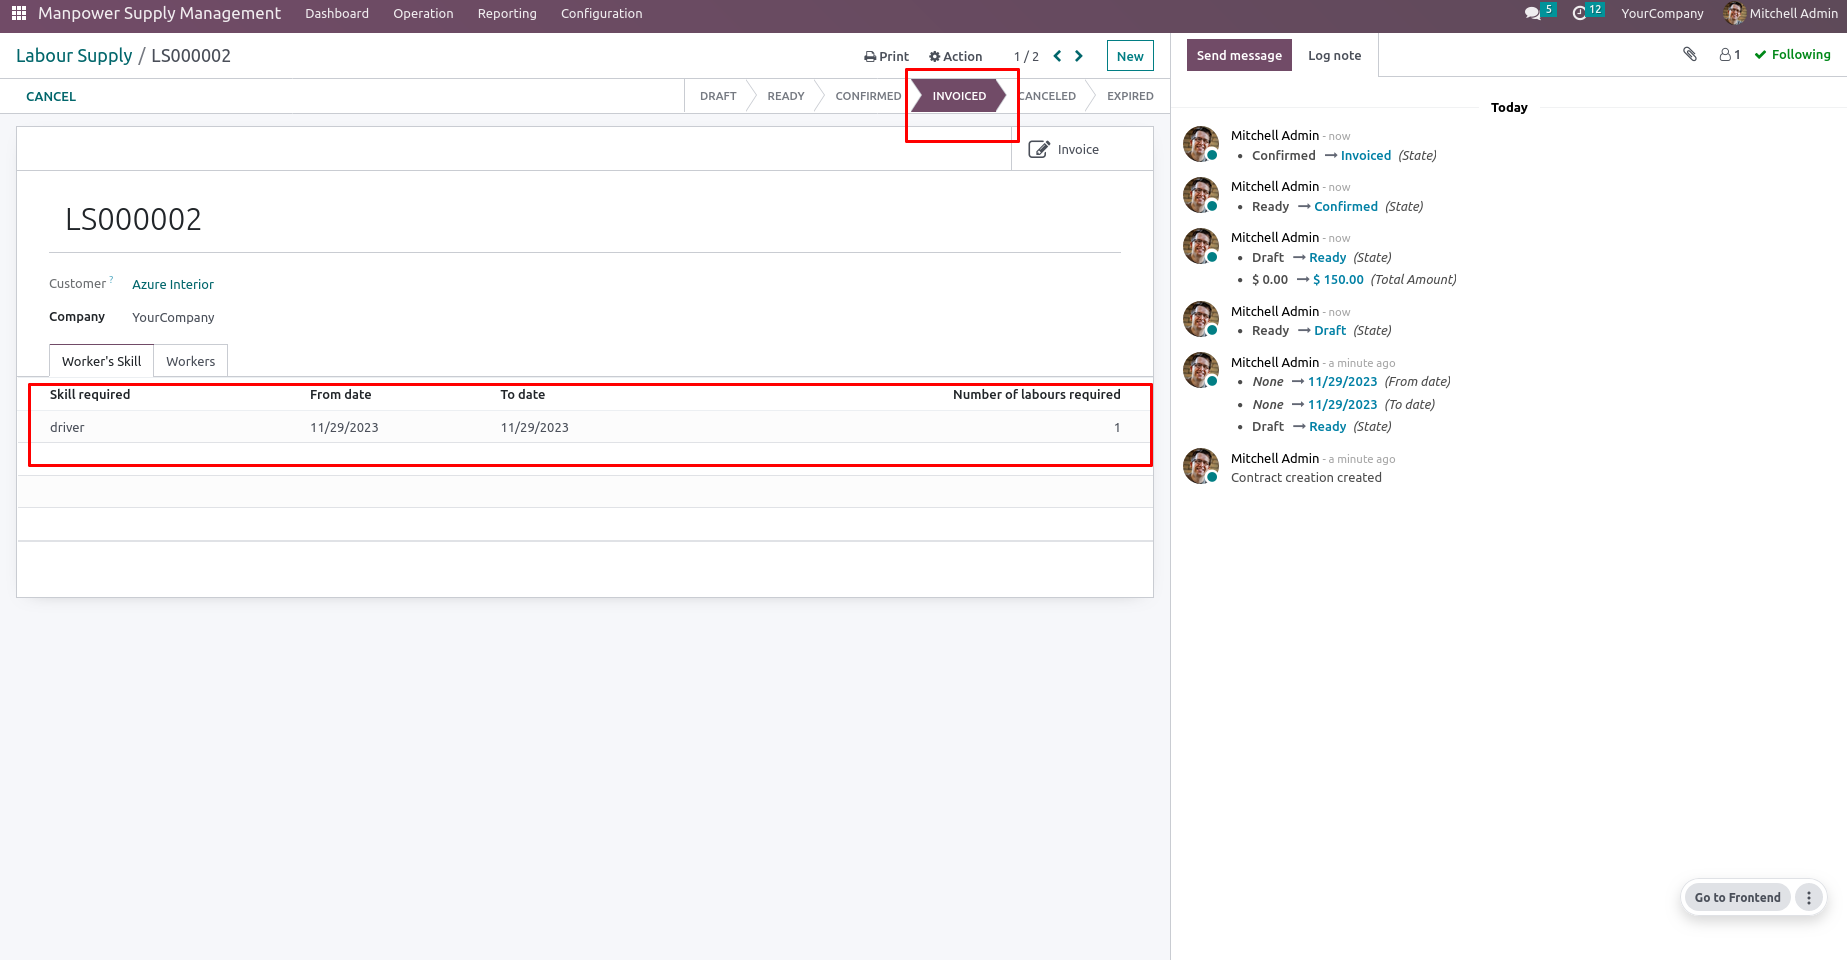 Manpower Supply Management Dashboard Operation Reporting Configuration 5 12 YourCompany Mitchell Admin
Labour Supply / LS000002 Print Action 1 / 2 New
CANCEL DRAFT READY CONFIRMED INVOICED CANCELED EXPIRED
Invoice
LS000002
Customer ? Azure Interior
Company YourCompany
Worker's Skill Workers
Skill required From date To date Number of labours required
driver 11/29/2023 11/29/2023 1
Send message Log note 1 Following
Today
Mitchell Admin - now
• Confirmed → Invoiced (State)
Mitchell Admin - now
• Ready → Confirmed (State)
Mitchell Admin - now
• Draft → Ready (State)
• $ 0.00 → $ 150.00 (Total Amount)
Mitchell Admin - now
• Ready → Draft (State)
Mitchell Admin - a minute ago
• None → 11/29/2023 (From date)
• None → 11/29/2023 (To date)
• Draft → Ready (State)
Mitchell Admin - a minute ago
Contract creation created
Go to Frontend